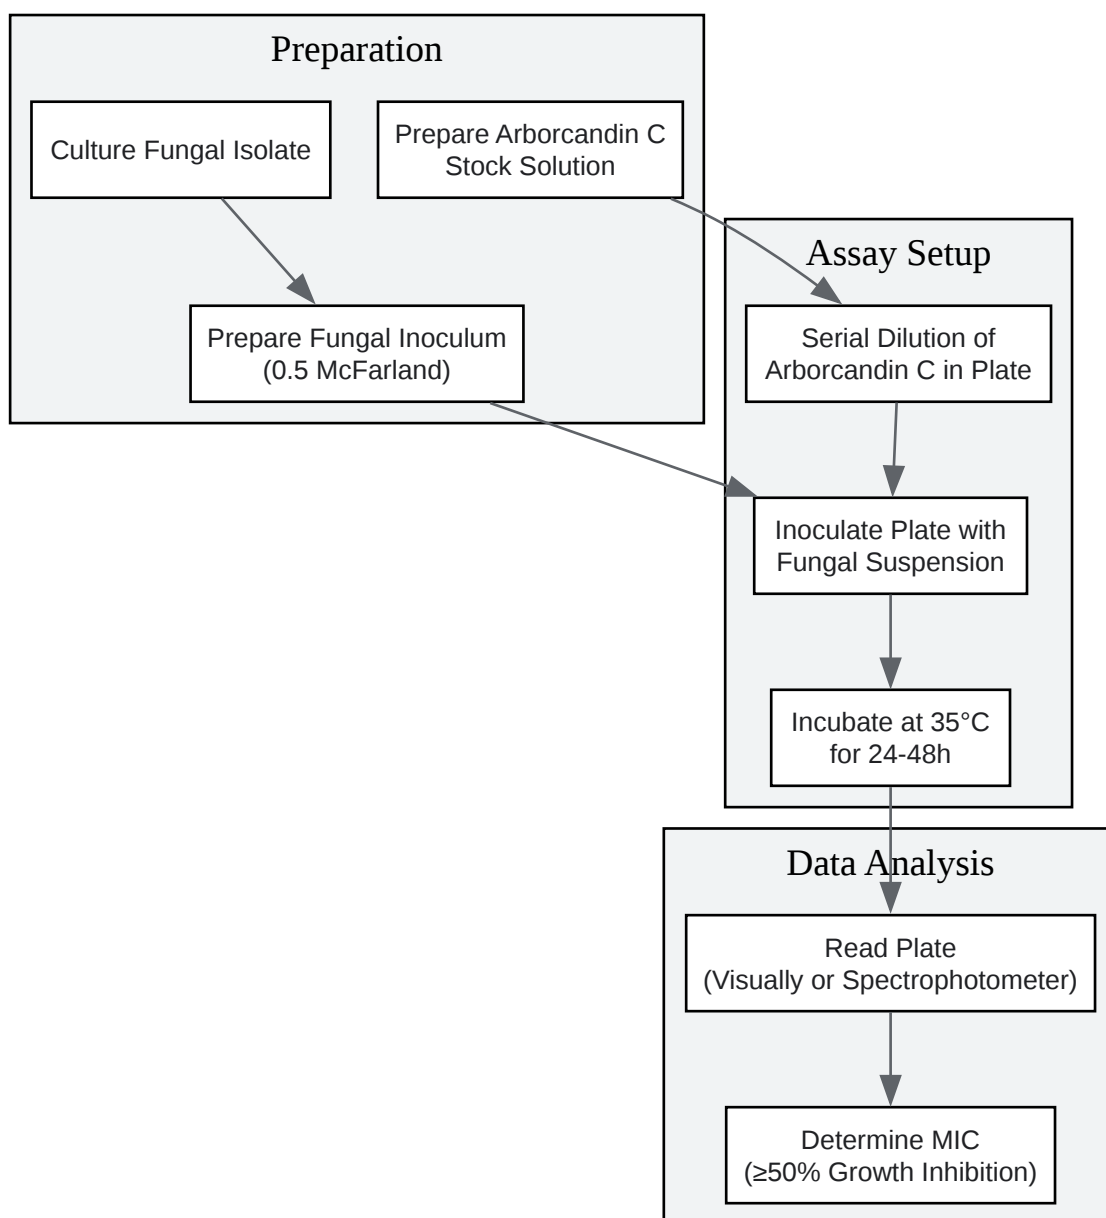 Preparation
Culture Fungal Isolate
Prepare Arborcandin C
Stock Solution
Prepare Fungal Inoculum
(0.5 McFarland)
Assay Setup
Serial Dilution of
Arborcandin C in Plate
Inoculate Plate with
Fungal Suspension
Incubate at 35°C
for 24-48h
Data Analysis
Read Plate
(Visually or Spectrophotometer)
Determine MIC
(≥50% Growth Inhibition)